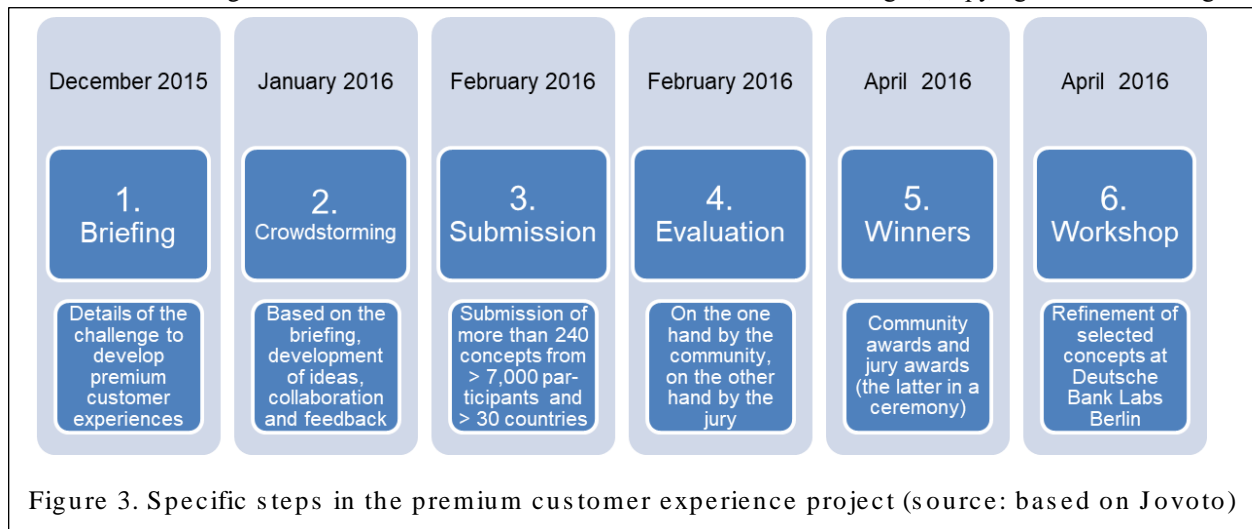 December 2015
1.
Briefing
Details of the
challenge to
develop
premium
customer
experiences
January 2016
2.
Crowdstorming
Based on the
briefing,
development
of ideas,
collaboration
and feedback
February 2016
3.
Submission
Submission of
more than 240
concepts from
> 7,000 par-
ticipants and
> 30 countries
February 2016
4.
Evaluation
On the one
hand by the
community,
on the other
hand by the
jury
April 2016
5.
Winners
Community
awards and
jury awards
(the latter in a
ceremony)
April 2016
6.
Workshop
Refinement of
selected
concepts at
Deutsche
Bank Labs
Berlin
Figure 3. Specific steps in the premium customer experience project (source: based on Jovoto)